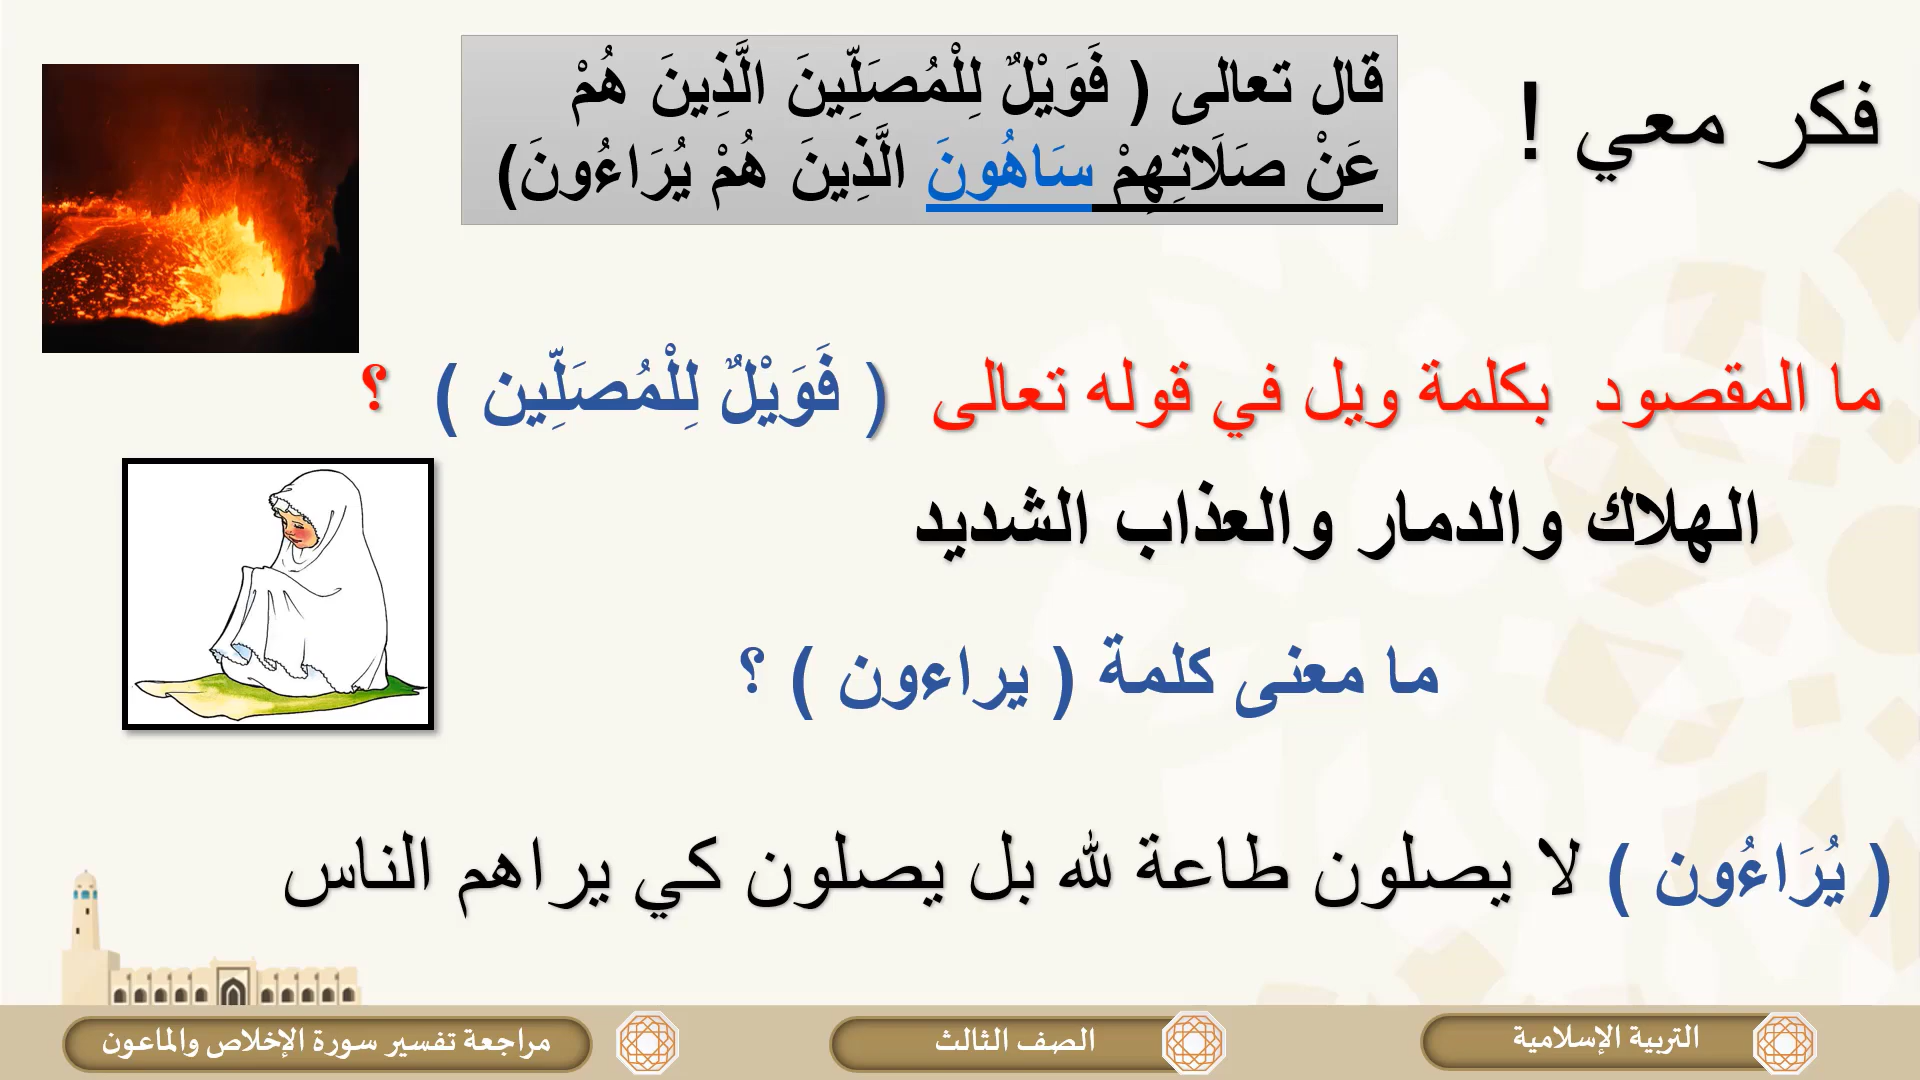 فكر معي !
قال تعالى ( فَوَيْلٌ لِلْمُصَلِّينَ الَّذِينَ هُمْ
عَنْ صَلَاتِهِمْ سَاهُونَ الَّذِينَ هُمْ يُرَاءُونَ)
ما المقصود بكلمة ويل في قوله تعالى ( فَوَيْلٌ لِلْمُصَلِّين ) ؟
الهلاك والدمار والعذاب الشديد
ما معنى كلمة ( يراءون ) ؟
( يُرَاءُون ) لا يصلون طاعة لله بل يصلون كي يراهم الناس
التربية الإسلامية
الصف الثالث
مراجعة تفسير سورة الإخلاص والماعون